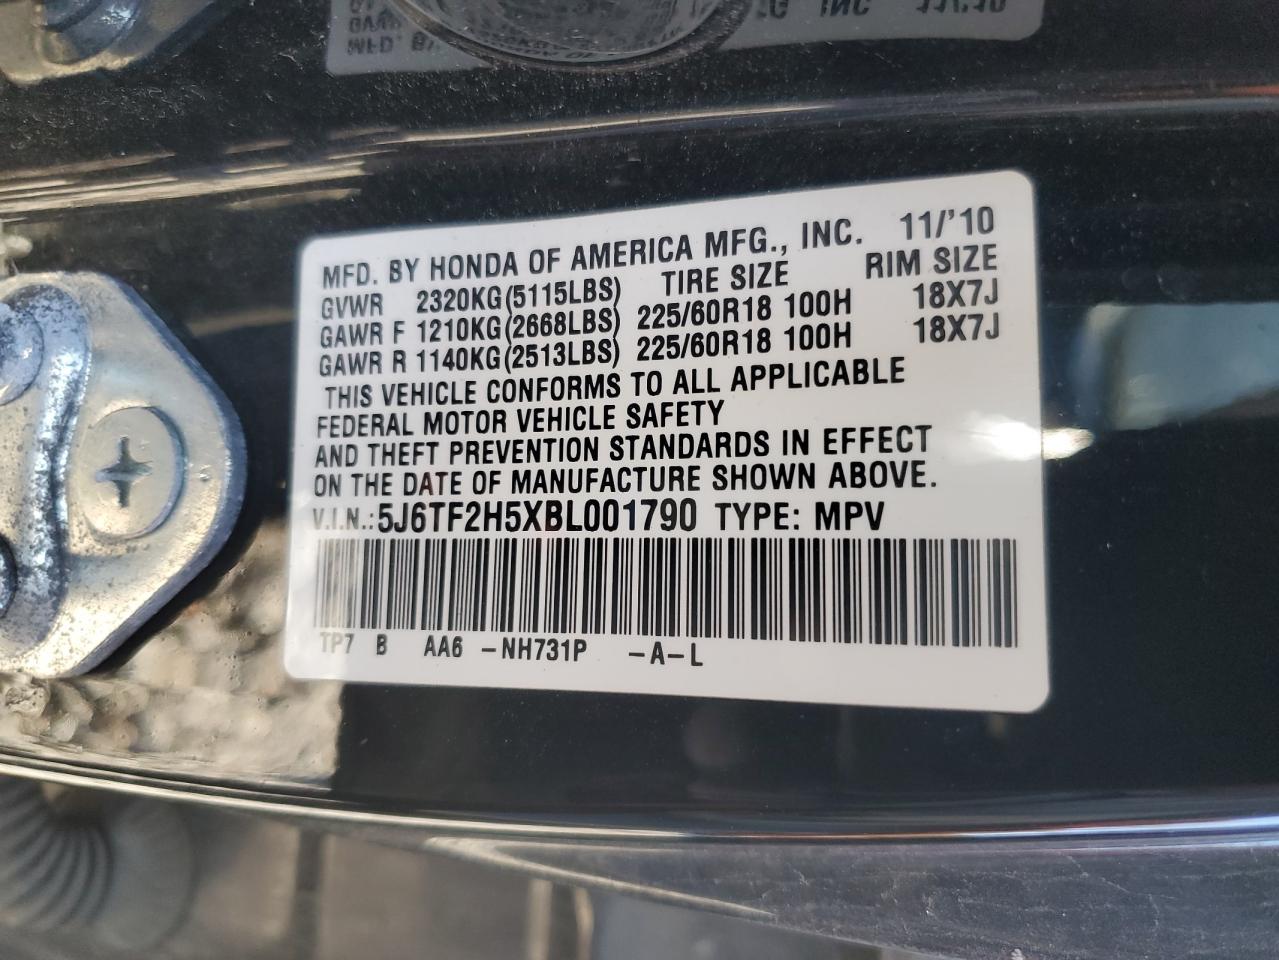 MFD. BY HONDA OF AMERICA MFG., INC. 11/'10
GVWR 2320KG(5115LBS) TIRE SIZE RIM SIZE
GAWR F 1210KG(2668LBS) 225/60R18 100H 18X7J
GAWR R 1140KG(2513LBS) 225/60R18 100H 18X7J
THIS VEHICLE CONFORMS TO ALL APPLICABLE
FEDERAL MOTOR VEHICLE SAFETY
AND THEFT PREVENTION STANDARDS IN EFFECT
ON THE DATE OF MANUFACTURE SHOWN ABOVE.
V.I.N.:5J6TF2H5XBL001790 TYPE: MPV
TP7 B AA6 -NH731P -A-L